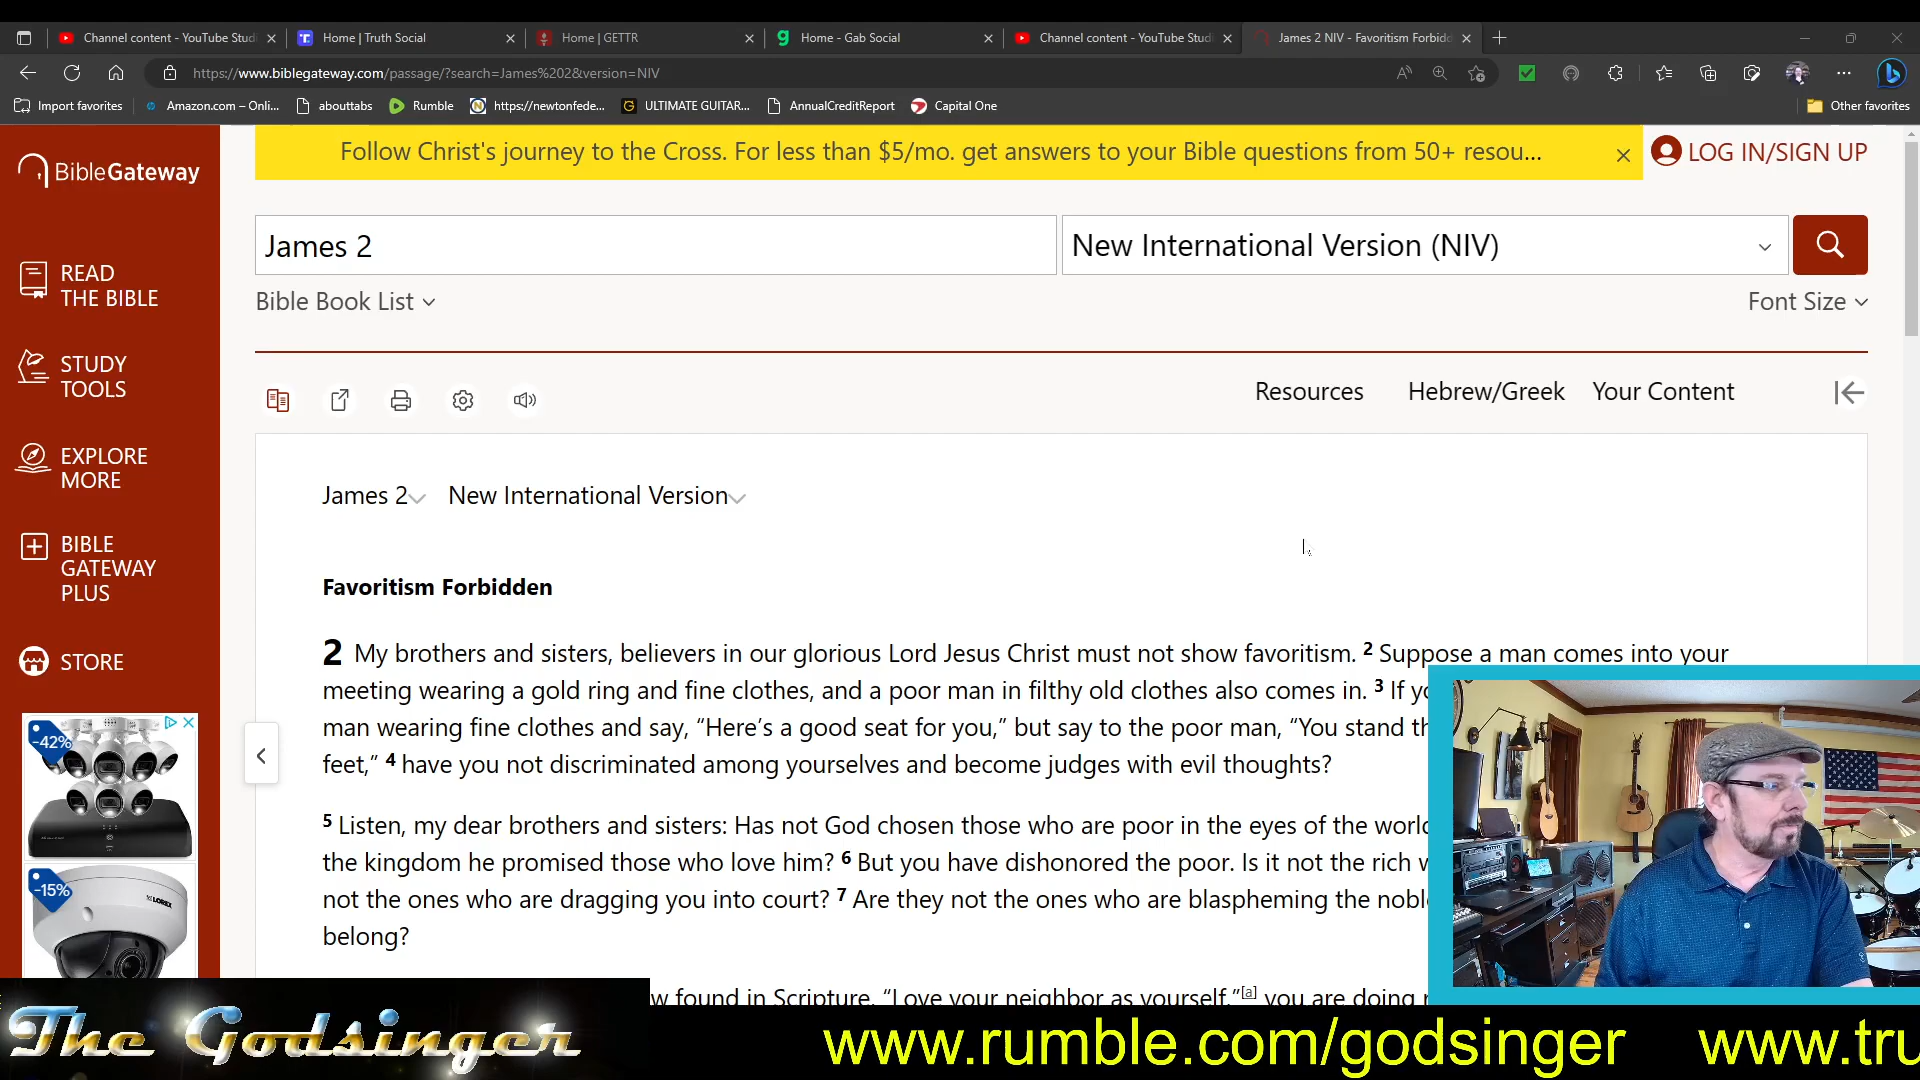 Channel content - YouTube Studi
Home | Truth Social
Home | GETTR
Home - Gab Social
Channel content - YouTube Studi
James 2 NIV - Favoritism Forbidd
https://www.biblegateway.com/passage/?search=James%202&version=NIV
Import favorites
Amazon.com – Onli...
abouttabs
Rumble
https://newtonfede...
ULTIMATE GUITAR...
AnnualCreditReport
Capital One
Other favorites
BibleGateway
Follow Christ's journey to the Cross. For less than $5/mo. get answers to your Bible questions from 50+ resou...
LOG IN/SIGN UP
James 2
New International Version (NIV)
Bible Book List
Font Size
READ
THE BIBLE
STUDY
TOOLS
EXPLORE
MORE
BIBLE
GATEWAY
PLUS
STORE
-42%
-15%
LOREX
Resources
Hebrew/Greek
Your Content
James 2
New International Version
Favoritism Forbidden
2 My brothers and sisters, believers in our glorious Lord Jesus Christ must not show favoritism. 2 Suppose a man comes into your
meeting wearing a gold ring and fine clothes, and a poor man in filthy old clothes also comes in. 3 If yo
man wearing fine clothes and say, “Here’s a good seat for you,” but say to the poor man, “You stand th
feet,” 4 have you not discriminated among yourselves and become judges with evil thoughts?
5 Listen, my dear brothers and sisters: Has not God chosen those who are poor in the eyes of the world
the kingdom he promised those who love him? 6 But you have dishonored the poor. Is it not the rich w
not the ones who are dragging you into court? 7 Are they not the ones who are blaspheming the noble
belong?
w found in Scripture, “Love your neighbor as yourself,”[a] you are doing r
The Godsinger
www.rumble.com/godsinger
www.tru